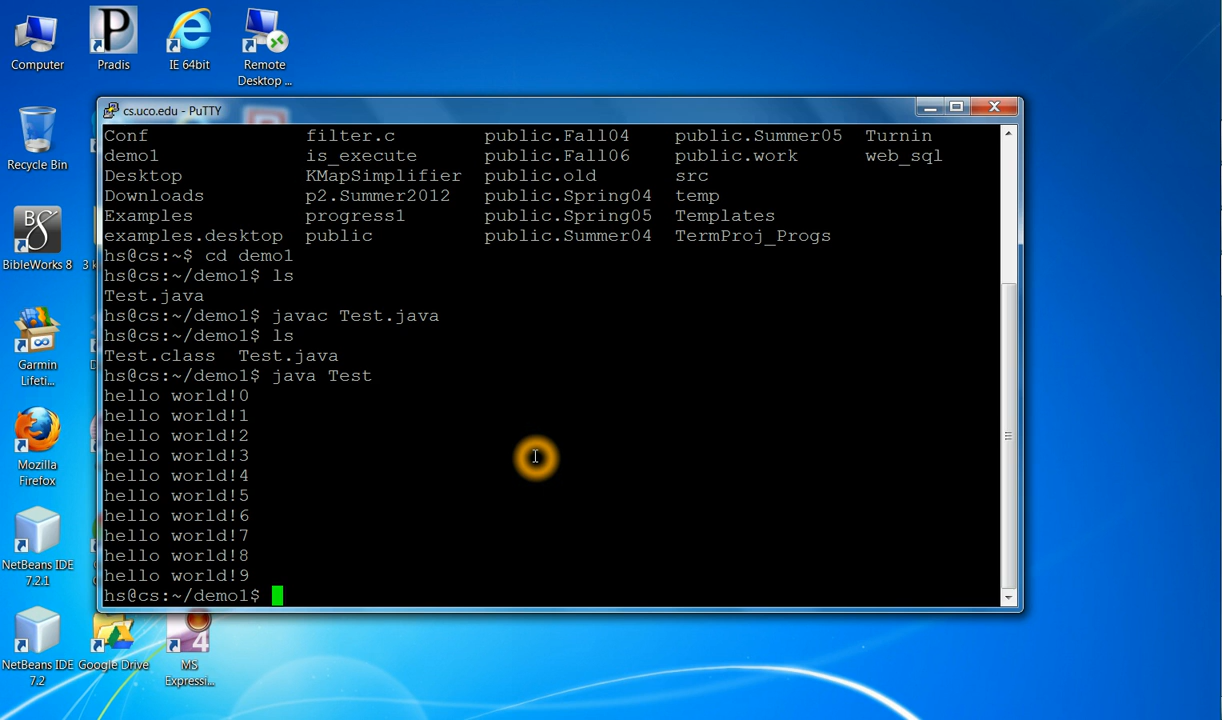 Computer
Pradis
IE 64bit
Remote
Desktop ...
Recycle Bin
BibleWorks 8
3 k
Garmin
Lifeti...
Mozilla
Firefox
NetBeans IDE
7.2.1
NetBeans IDE
7.2
Google Drive
MS
Expressi...
cs.uco.edu - PuTTY
Conf filter.c public.Fall04 public.Summer05 Turnin
demo1 is_execute public.Fall06 public.work web_sql
Desktop KMapSimplifier public.old src
Downloads p2.Summer2012 public.Spring04 temp
Examples progress1 public.Spring05 Templates
examples.desktop public public.Summer04 TermProj_Progs
hs@cs:~$ cd demo1
hs@cs:~/demo1$ ls
Test.java
hs@cs:~/demo1$ javac Test.java
hs@cs:~/demo1$ ls
Test.class Test.java
hs@cs:~/demo1$ java Test
hello world!0
hello world!1
hello world!2
hello world!3
hello world!4
hello world!5
hello world!6
hello world!7
hello world!8
hello world!9
hs@cs:~/demo1$